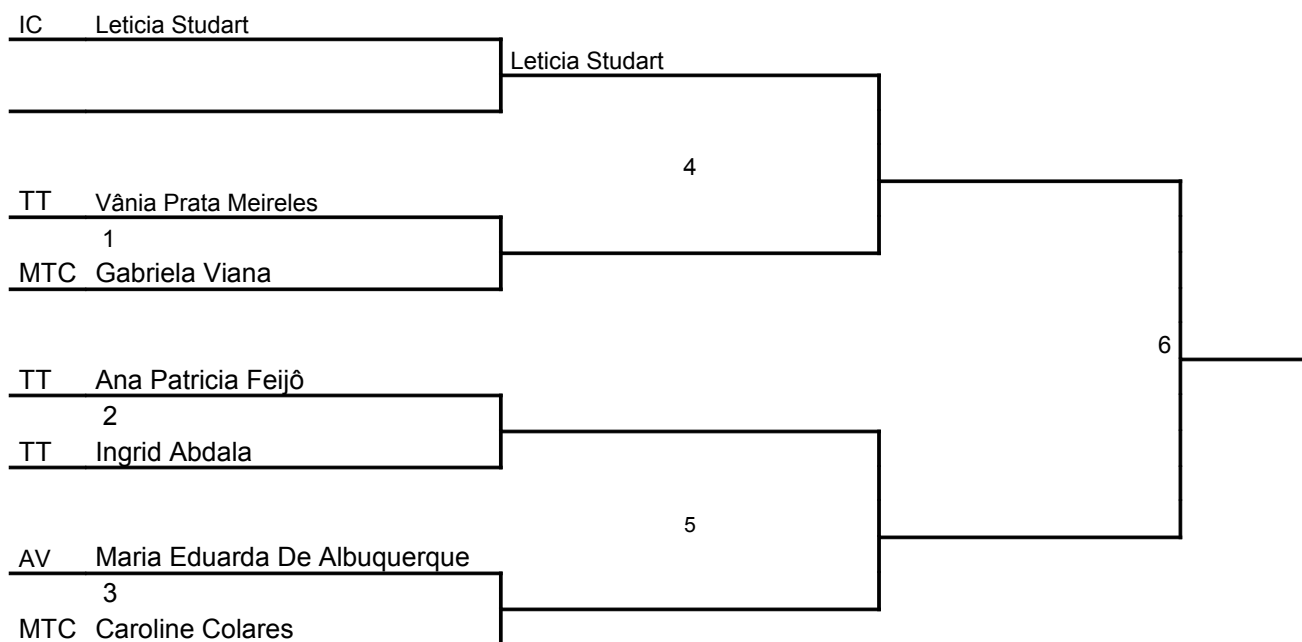 IC Leticia Studart
Leticia Studart
4
TT Vânia Prata Meireles
1
MTC Gabriela Viana
6
TT Ana Patricia Feijô
2
TT Ingrid Abdala
5
AV Maria Eduarda De Albuquerque
3
MTC Caroline Colares